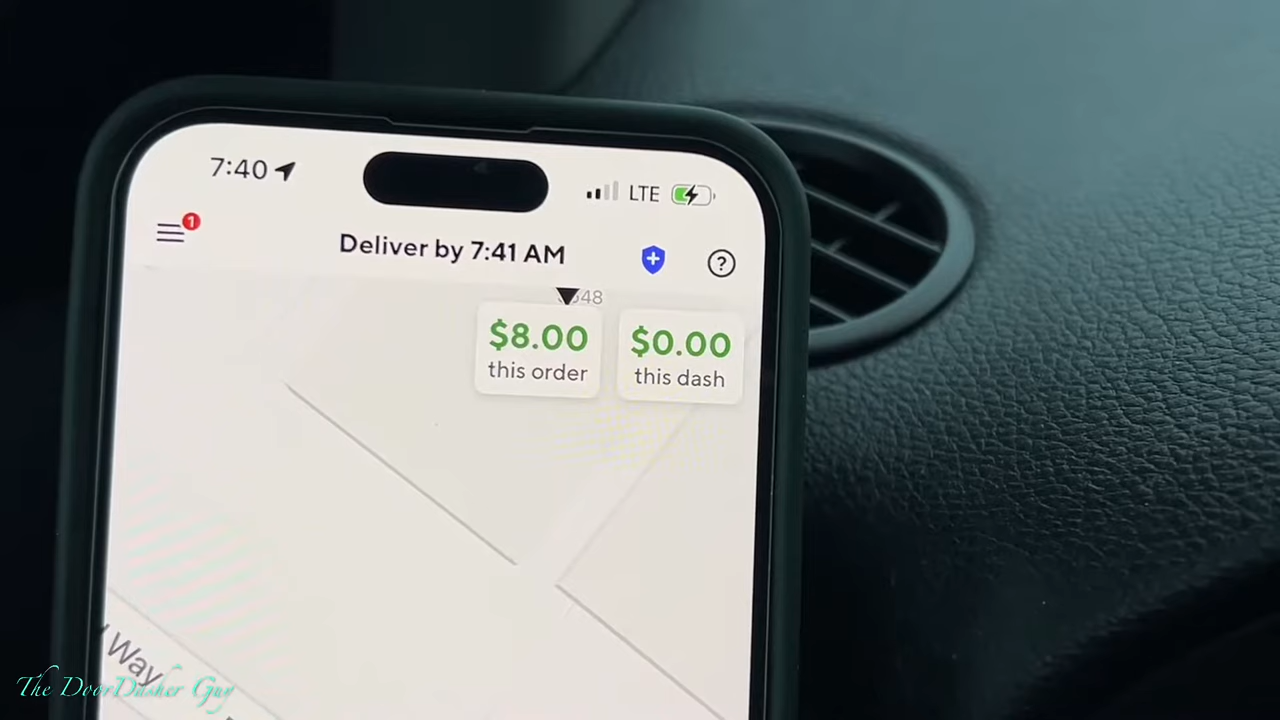 7:40
LTE
1
Deliver by 7:41 AM
?
48
$8.00
this order
$0.00
this dash
Way
The DoorDasher Guy